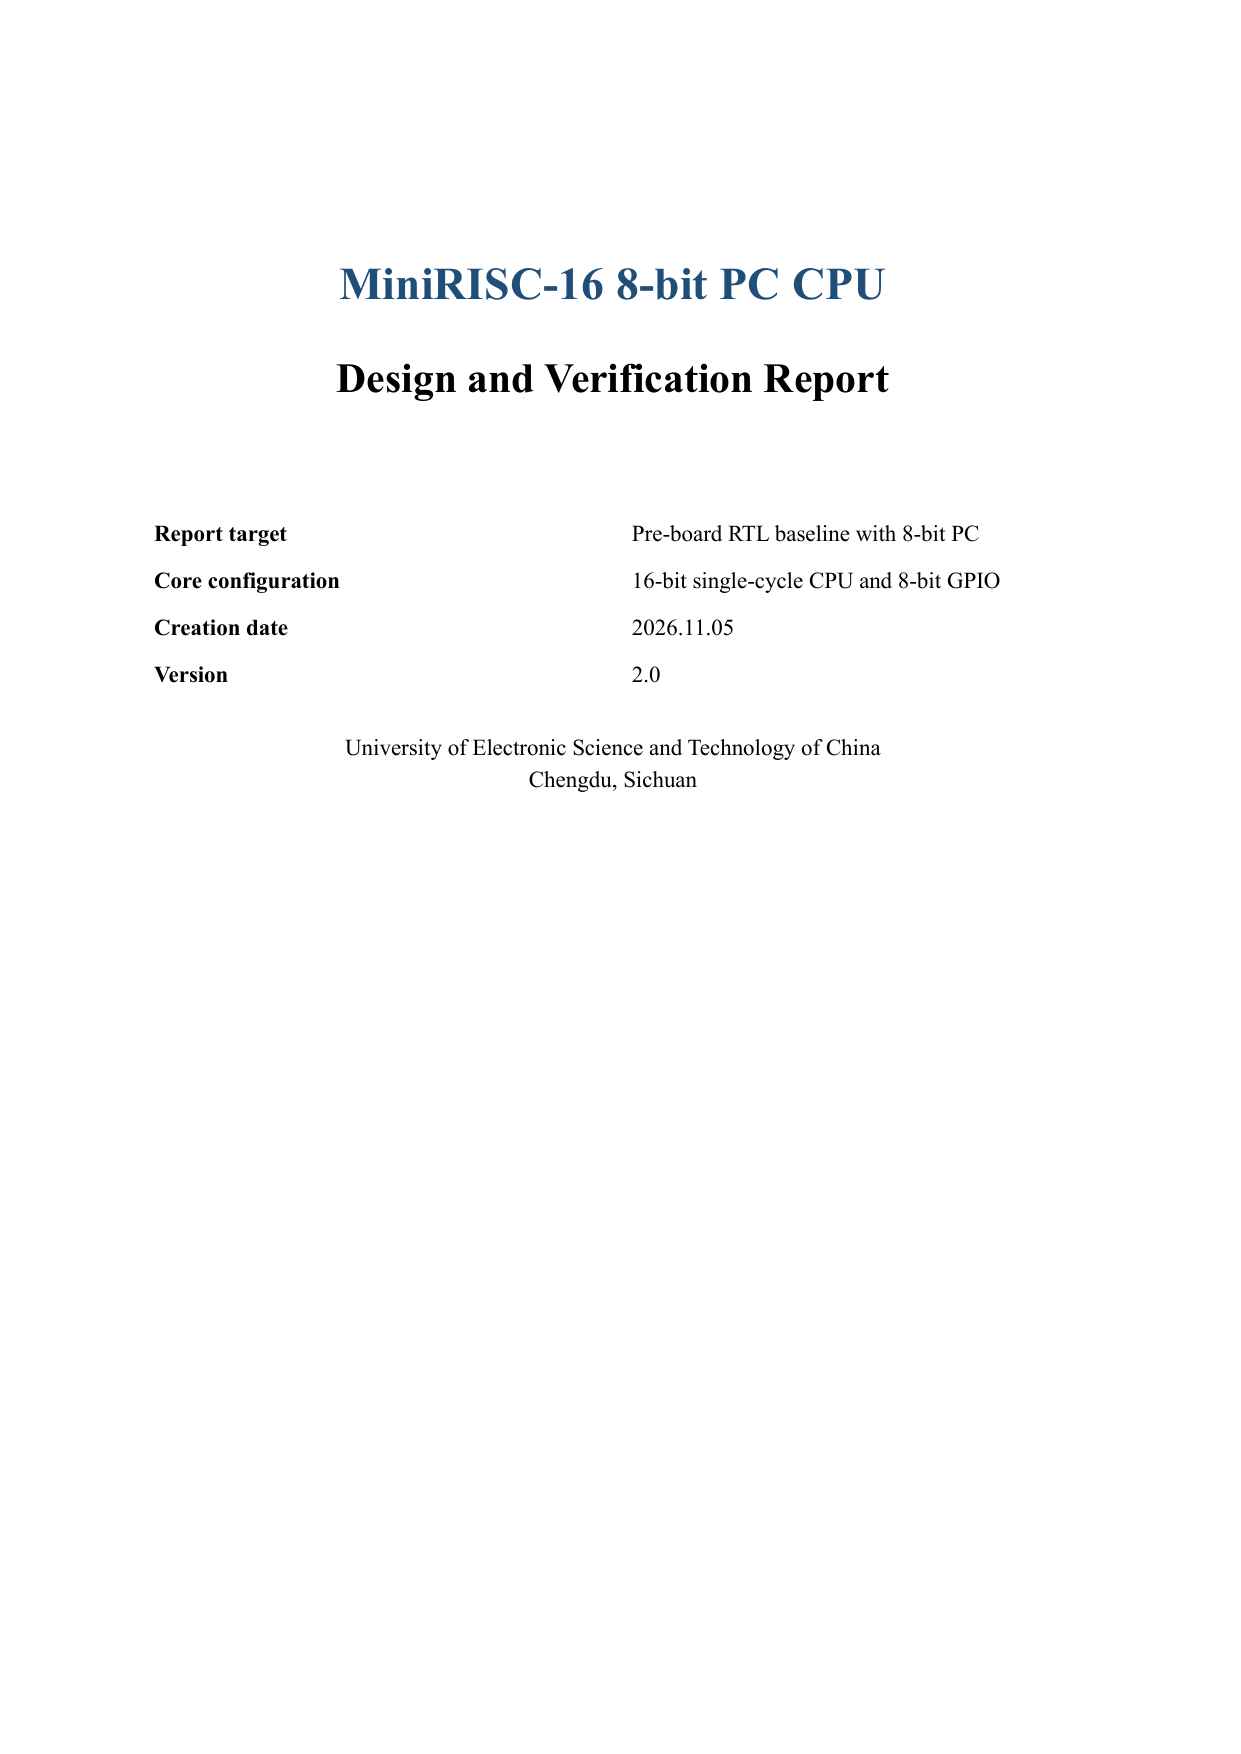 MiniRISC-16 8-bit PC CPU
Design and Verification Report
Report target Pre-board RTL baseline with 8-bit PC
Core configuration 16-bit single-cycle CPU and 8-bit GPIO
Creation date 2026.11.05
Version 2.0
University of Electronic Science and Technology of China
Chengdu, Sichuan